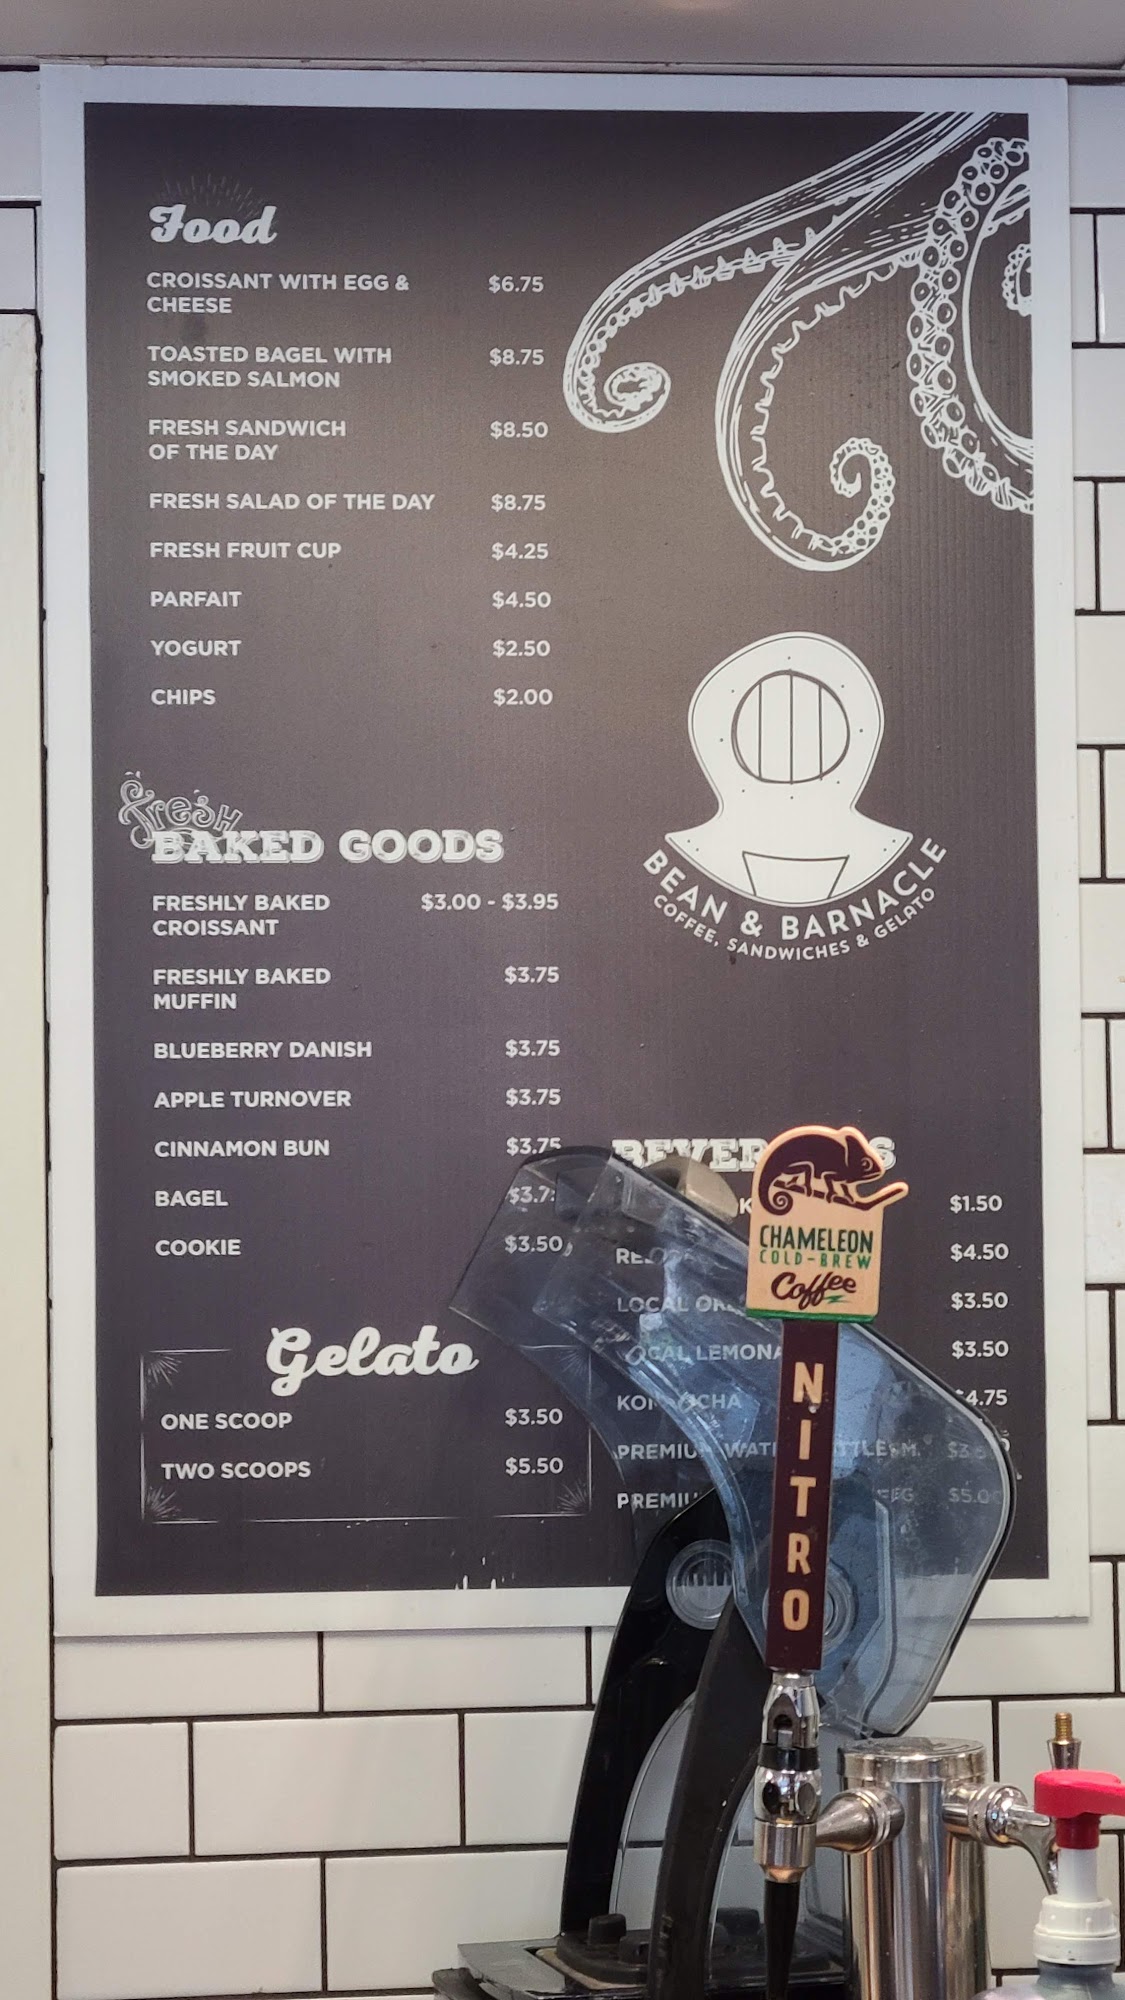 Food
CROISSANT WITH EGG & $6.75
CHEESE
TOASTED BAGEL WITH $8.75
SMOKED SALMON
FRESH SANDWICH $8.50
OF THE DAY
FRESH SALAD OF THE DAY $8.75
FRESH FRUIT CUP $4.25
PARFAIT $4.50
YOGURT $2.50
CHIPS $2.00
Fresh
BAKED GOODS
FRESHLY BAKED $3.00 - $3.95
CROISSANT
FRESHLY BAKED $3.75
MUFFIN
BLUEBERRY DANISH $3.75
APPLE TURNOVER $3.75
CINNAMON BUN $3.75
BAGEL
COOKIE $3.50
Gelato
ONE SCOOP $3.50
TWO SCOOPS $5.50
BEAN & BARNACLE
COFFEE, SANDWICHES & GELATO
$1.50
$4.50
LOCAL $3.50
$3.50
$4.75
$5.00
CHAMELEON
COLD-BREW
Coffee
NITRO